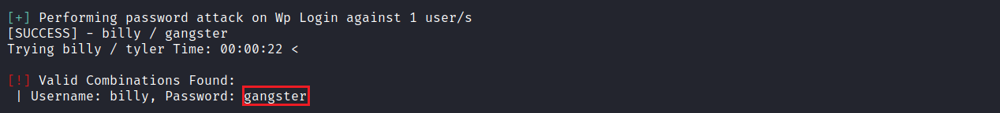 [+] Performing password attack on Wp Login against 1 user/s
[SUCCESS] - billy / gangster
Trying billy / tyler Time: 00:00:22 <
[!] Valid Combinations Found:
| Username: billy, Password: gangster